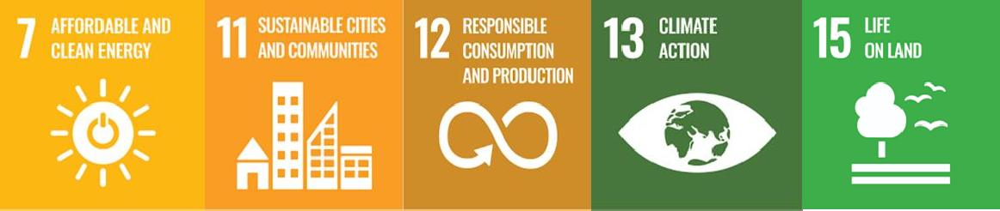 7 AFFORDABLE AND
CLEAN ENERGY
11 SUSTAINABLE CITIES
AND COMMUNITIES
12 RESPONSIBLE
CONSUMPTION
AND PRODUCTION
13 CLIMATE
ACTION
15 LIFE
ON LAND